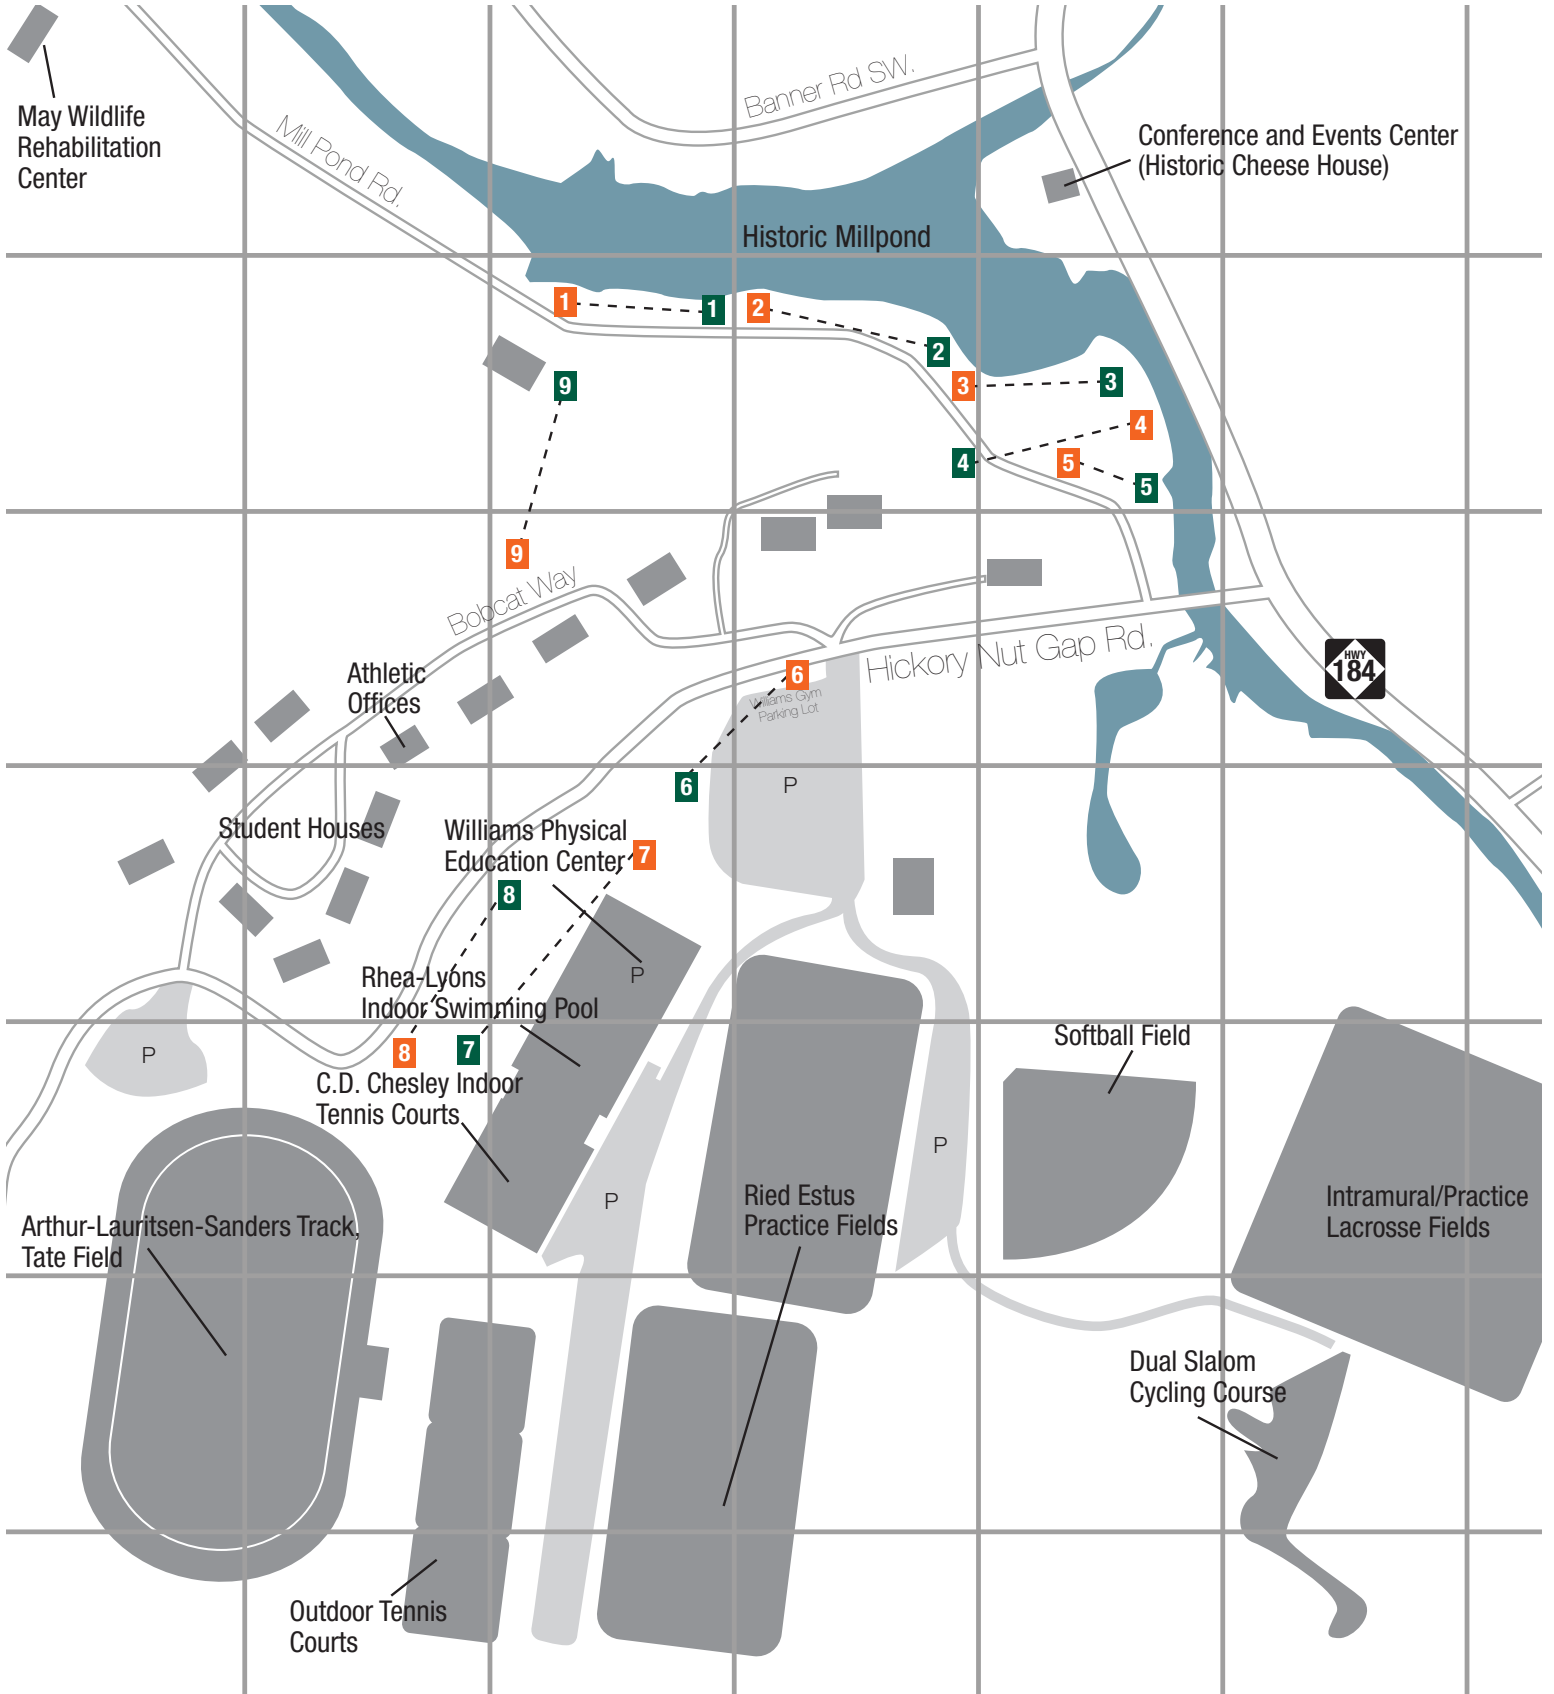 Banner Rd SW.
May Wildlife
Rehabilitation
Center
Mill Pond Rd.
Conference and Events Center
(Historic Cheese House)
Historic Millpond
1
1
2
2
3
3
9
4
4
5
5
9
Bobcat Way
Hickory Nut Gap Rd.
HWY
184
Athletic
Offices
6
Williams Gym
Parking Lot
6
P
Student Houses
Williams Physical
Education Center
7
8
P
Rhea-Lyons
Indoor Swimming Pool
Softball Field
P
8
7
C.D. Chesley Indoor
Tennis Courts
P
P
Ried Estus
Practice Fields
Intramural/Practice
Lacrosse Fields
Arthur-Lauritsen-Sanders Track,
Tate Field
Dual Slalom
Cycling Course
Outdoor Tennis
Courts